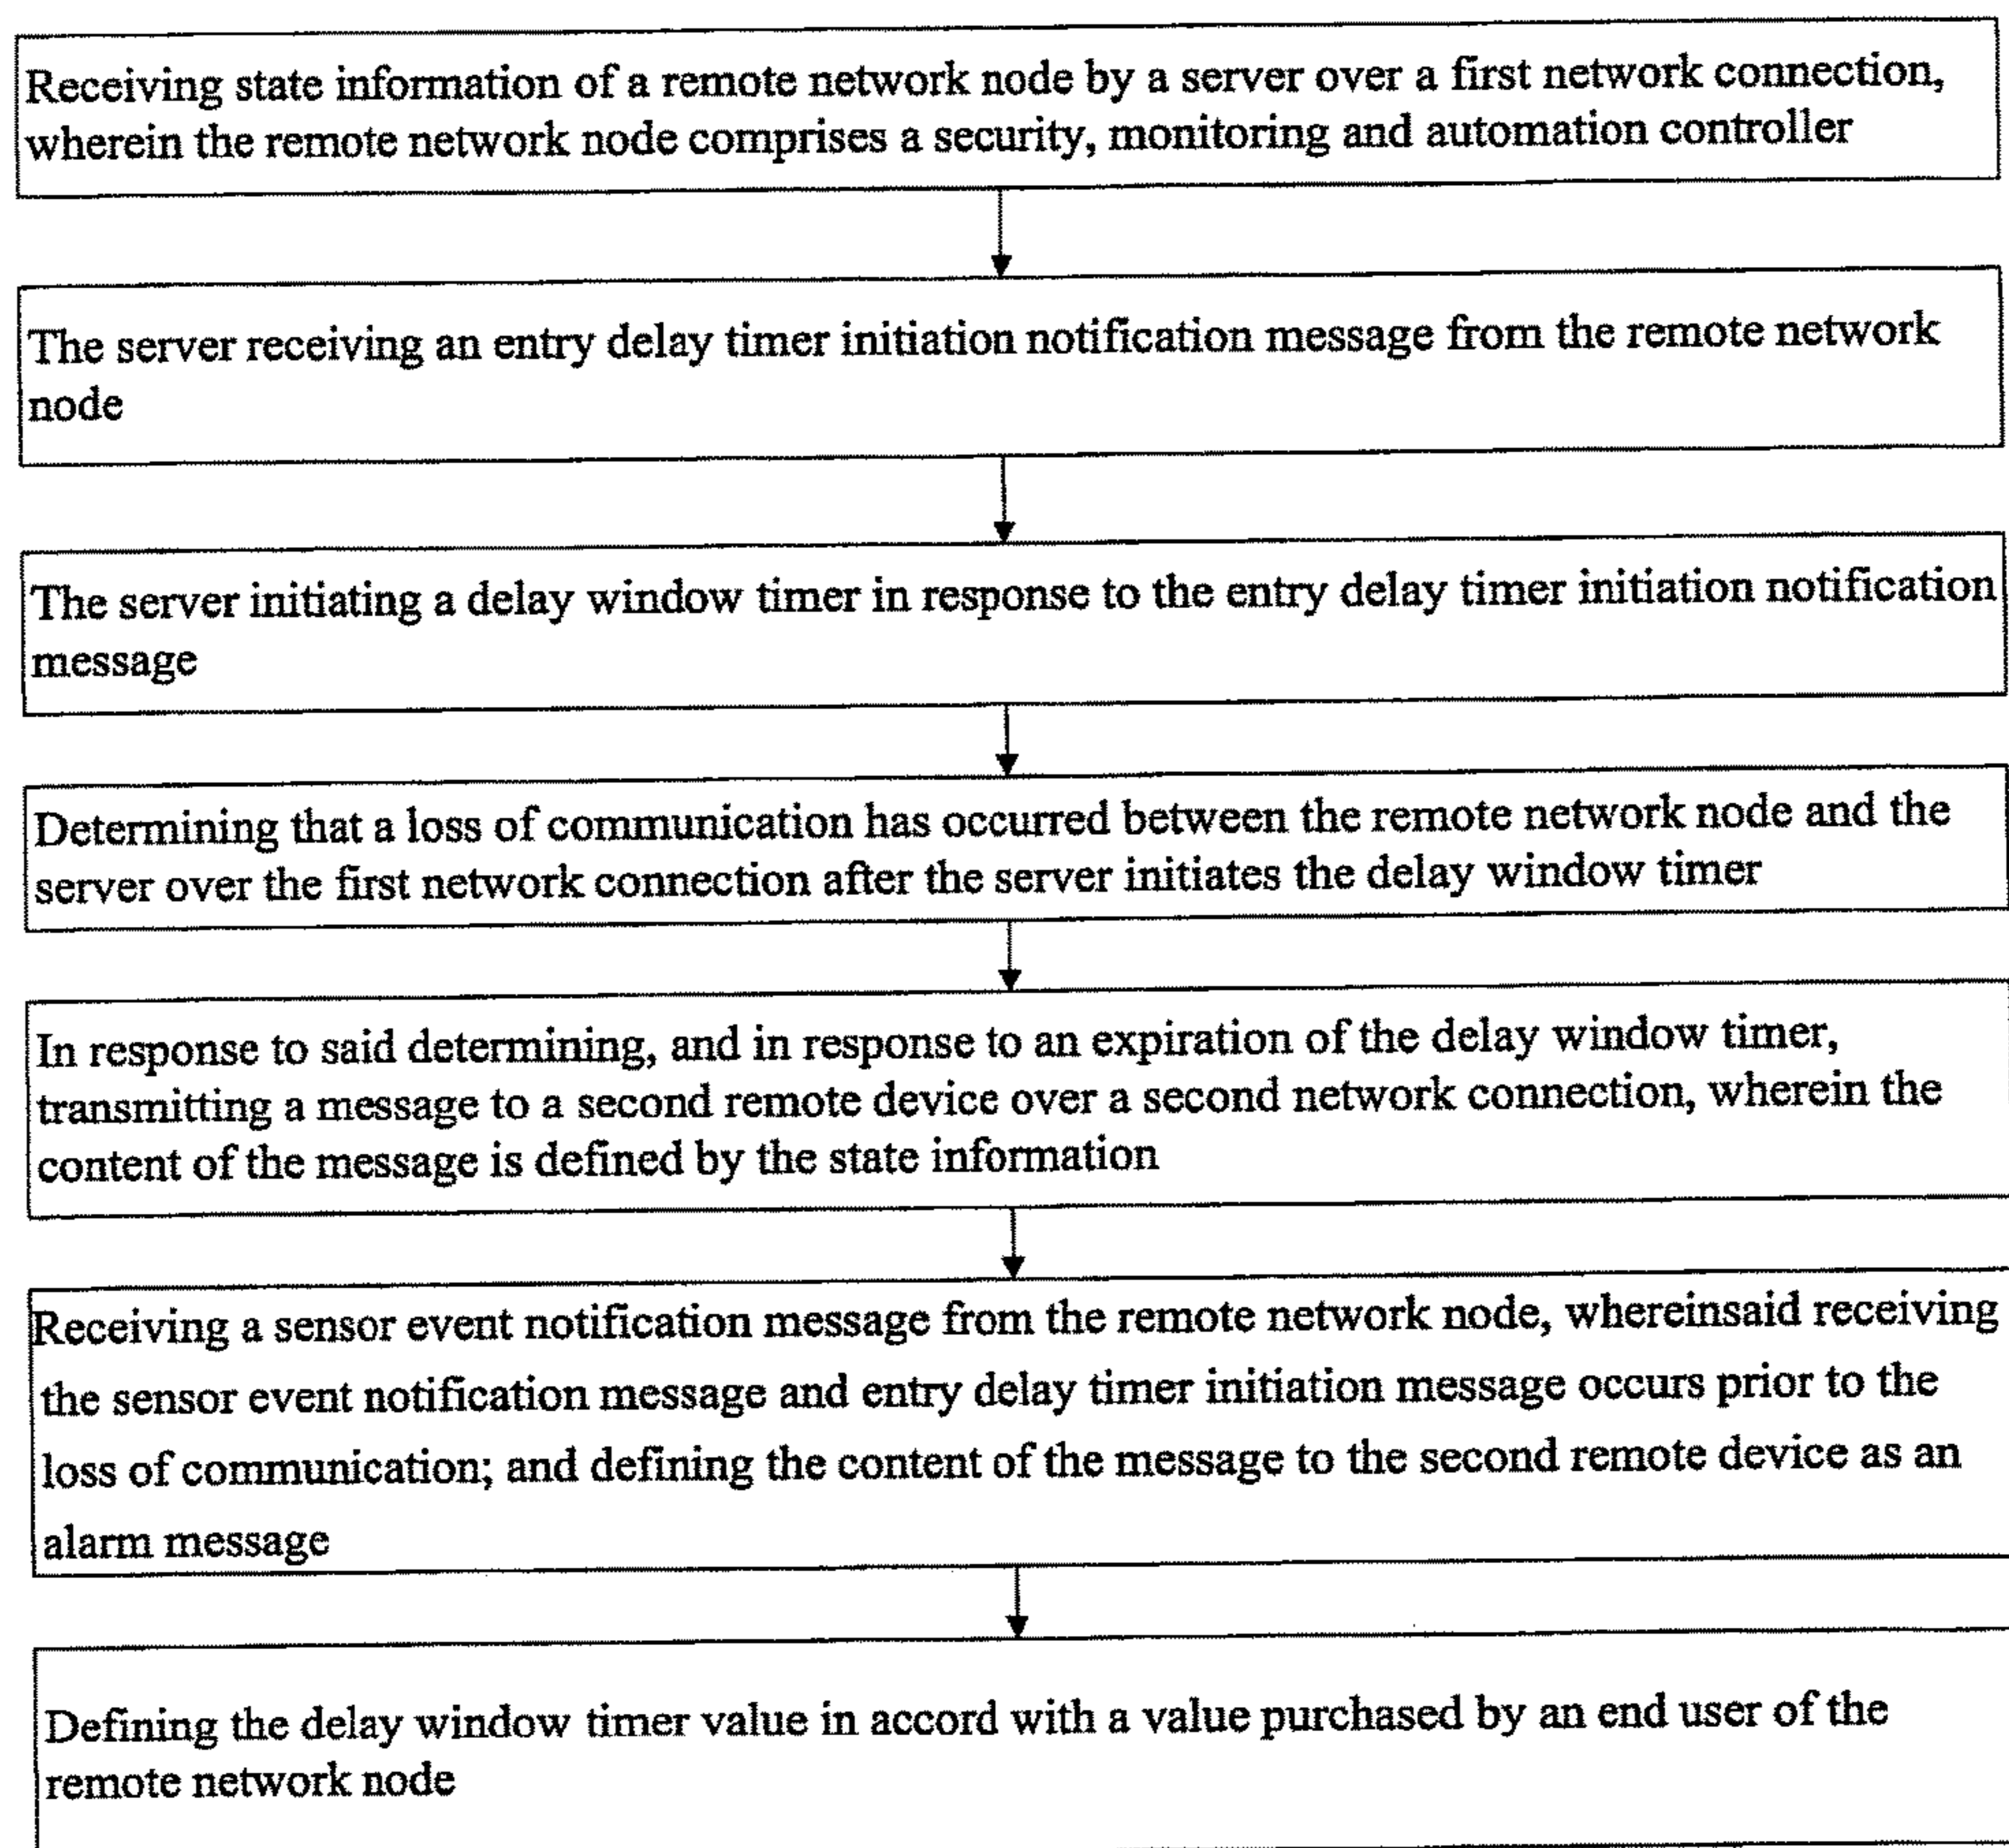 Receiving state information of a remote network node by a server over a first network connection,
wherein the remote network node comprises a security, monitoring and automation controller
The server receiving an entry delay timer initiation notification message from the remote network
node
The server initiating a delay window timer in response to the entry delay timer initiation notification
message
Determining that a loss of communication has occurred between the remote network node and the
server over the first network connection after the server initiates the delay window timer
In response to said determining, and in response to an expiration of the delay window timer,
transmitting a message to a second remote device over a second network connection, wherein the
content of the message is defined by the state information
Receiving a sensor event notification message from the remote network node, whereinsaid receiving
the sensor event notification message and entry delay timer initiation message occurs prior to the
loss of communication; and defining the content of the message to the second remote device as an
alarm message
Defining the delay window timer value in accord with a value purchased by an end user of the
remote network node